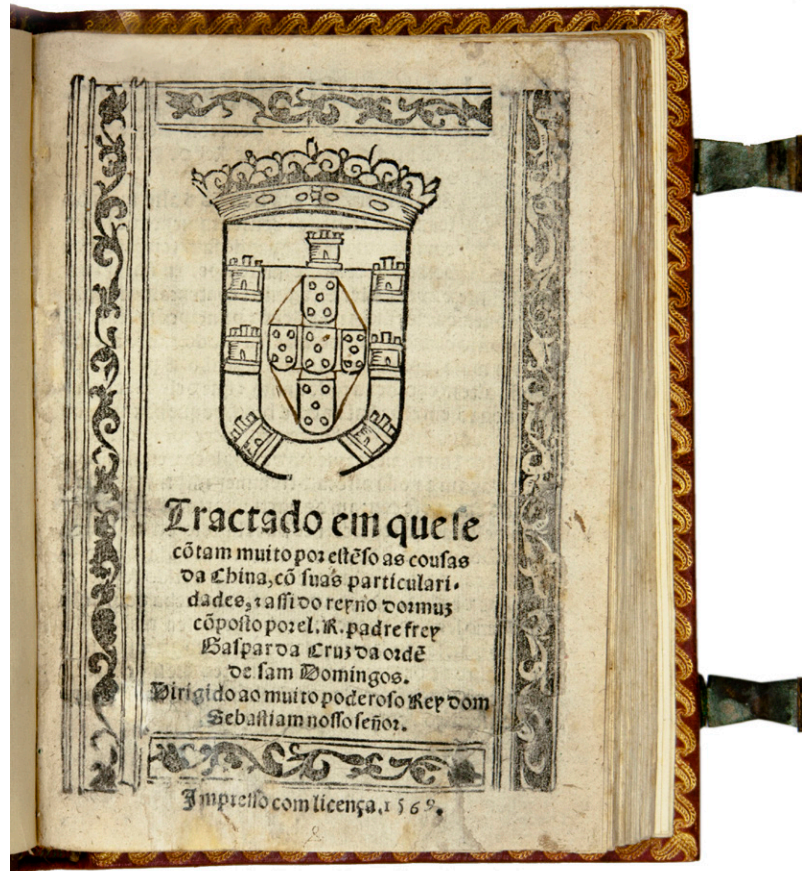 Tractado em que se
cõtam muito por estẽso as cousas
da China, cõ suas particulari-
dades, ⁊ assi do reyno dormuz
cõposto por el. R. padre frey
Gaspar da Cruz da ordẽ
de sam Domingos.
Dirigido ao muito poderoso Rey dom
Sebastiam nosso señor.
Impresso com licença. 1569.